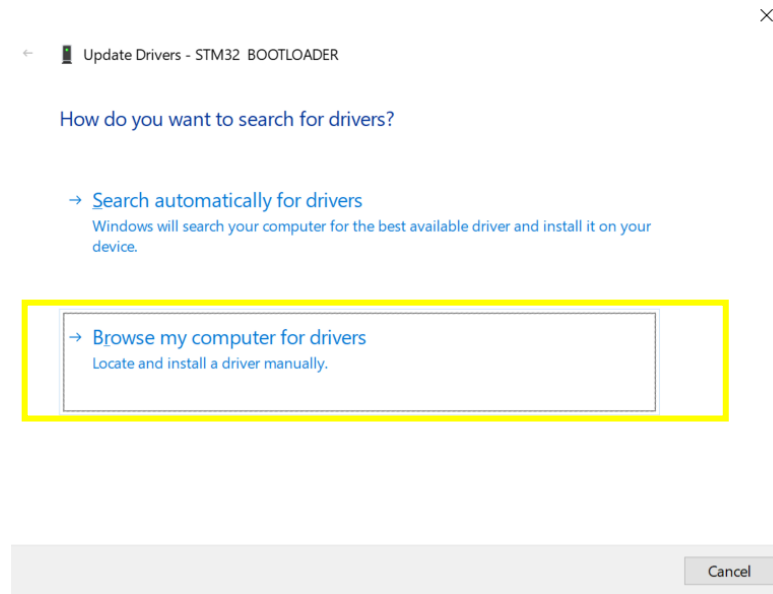 Update Drivers - STM32 BOOTLOADER
How do you want to search for drivers?
Search automatically for drivers
Windows will search your computer for the best available driver and install it on your
device.
Browse my computer for drivers
Locate and install a driver manually.
Cancel